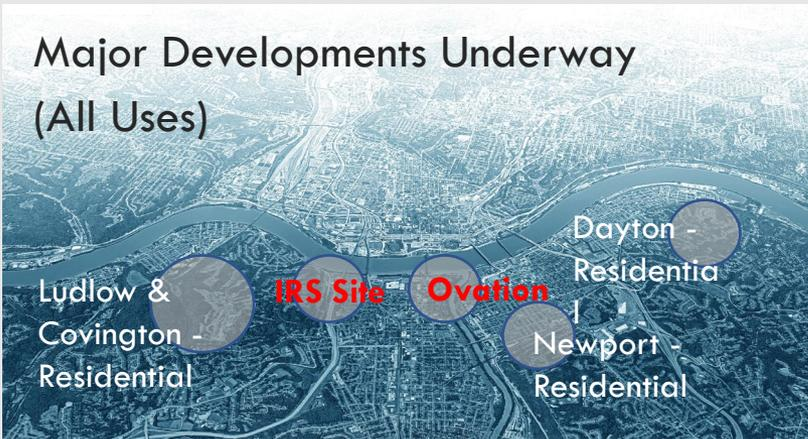 Major Developments Underway
(All Uses)
Dayton -
Residentia
l
Ludlow &
Covington -
Residential
IRS Site
Ovation
Newport -
Residential